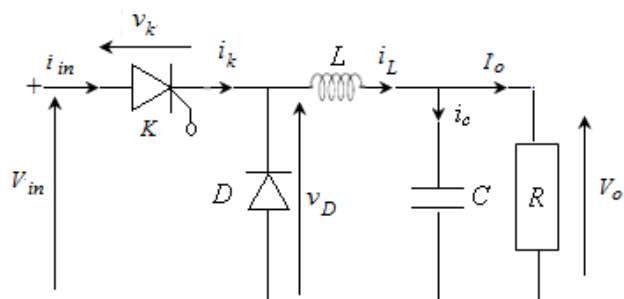 v_k
+ i_in i_k L i_L I_o
K i_c
V_in D v_D C R V_o